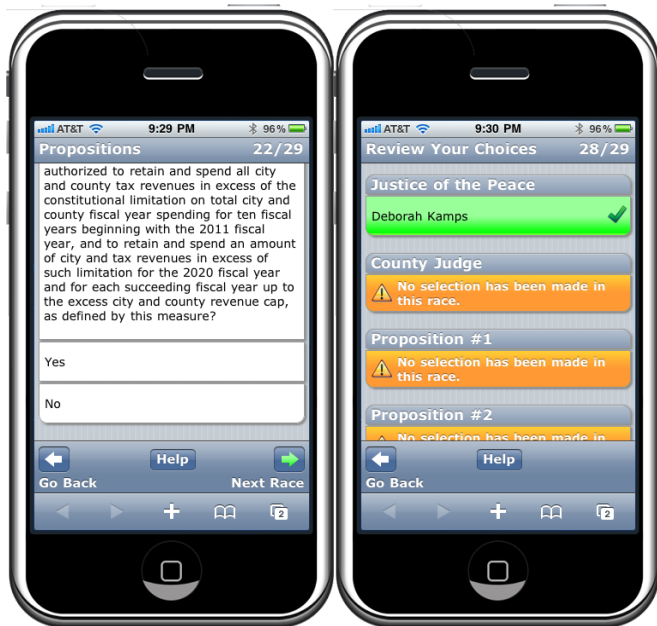 AT&T 9:29 PM 96%
Propositions 22/29
authorized to retain and spend all city
and county tax revenues in excess of the
constitutional limitation on total city and
county fiscal year spending for ten fiscal
years beginning with the 2011 fiscal
year, and to retain and spend an amount
of city and tax revenues in excess of
such limitation for the 2020 fiscal year
and for each succeeding fiscal year up to
the excess city and county revenue cap,
as defined by this measure?
Yes
No
Help
Go Back Next Race
2
AT&T 9:30 PM 96%
Review Your Choices 28/29
Justice of the Peace
Deborah Kamps
County Judge
No selection has been made in
this race.
Proposition #1
No selection has been made in
this race.
Proposition #2
No selection has been made in
Help
Go Back
2